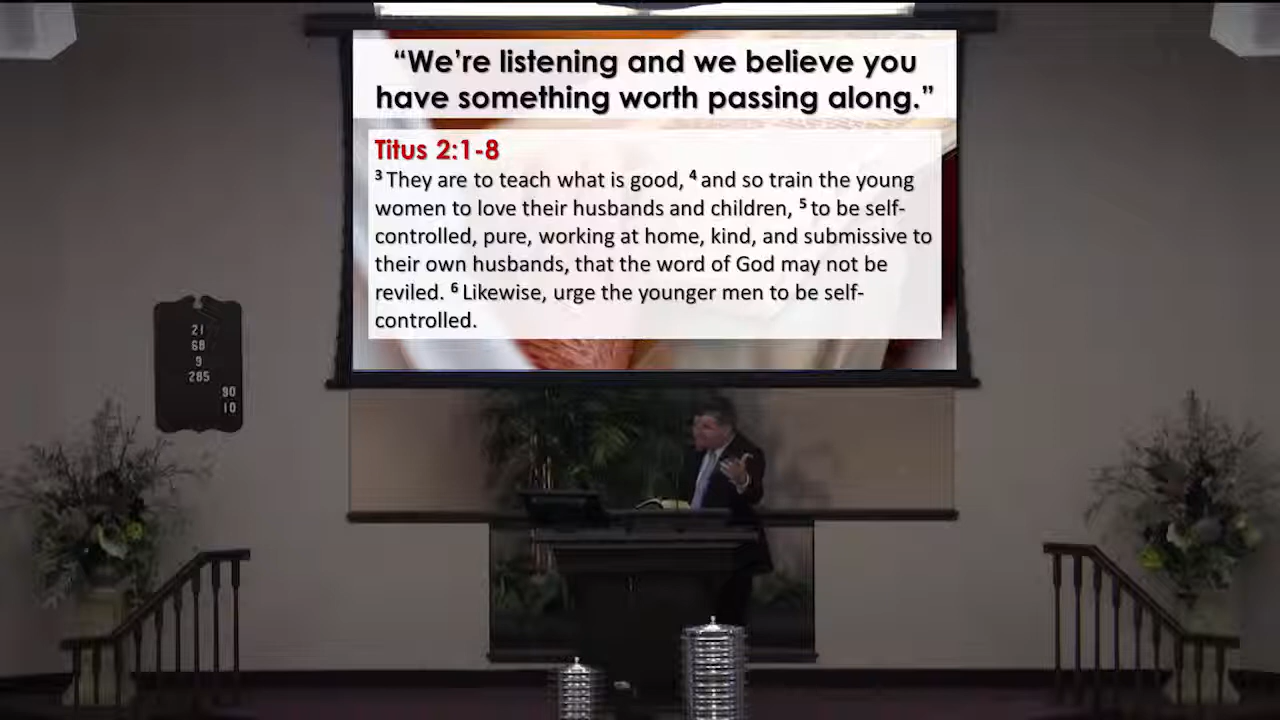 “We’re listening and we believe you
have something worth passing along.”
Titus 2:1-8
³ They are to teach what is good, ⁴ and so train the young
women to love their husbands and children, ⁵ to be self-
controlled, pure, working at home, kind, and submissive to
their own husbands, that the word of God may not be
reviled. ⁶ Likewise, urge the younger men to be self-
controlled.
21
68
9
285
90
10